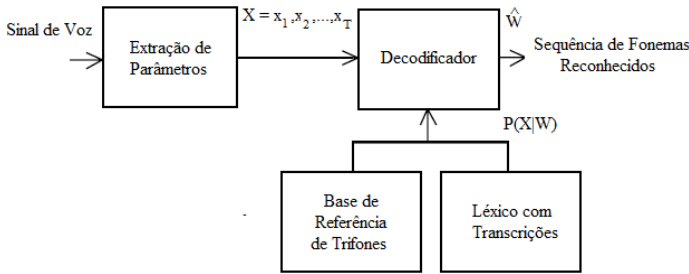 Sinal de Voz
Extração de
Parâmetros
X = x1,x2,...,xT
Decodificador
Ŵ
Sequência de Fonemas
Reconhecidos
P(X|W)
Base de
Referência
de Trifones
Léxico com
Transcrições